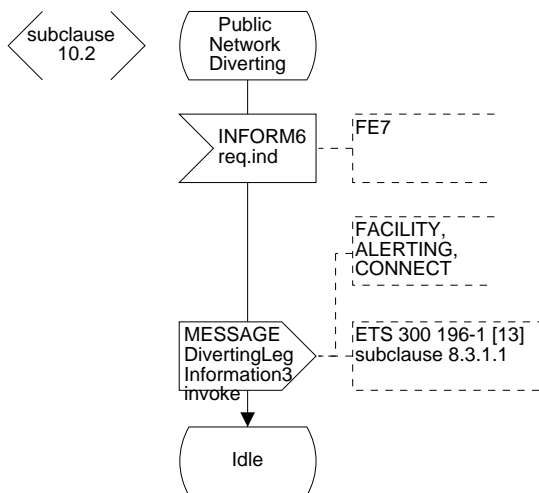 subclause
10.2
Public
Network
Diverting
INFORM6
req.ind
FE7
FACILITY,
ALERTING,
CONNECT
MESSAGE
DivertingLeg
Information3
invoke
ETS 300 196-1 [13]
subclause 8.3.1.1
Idle